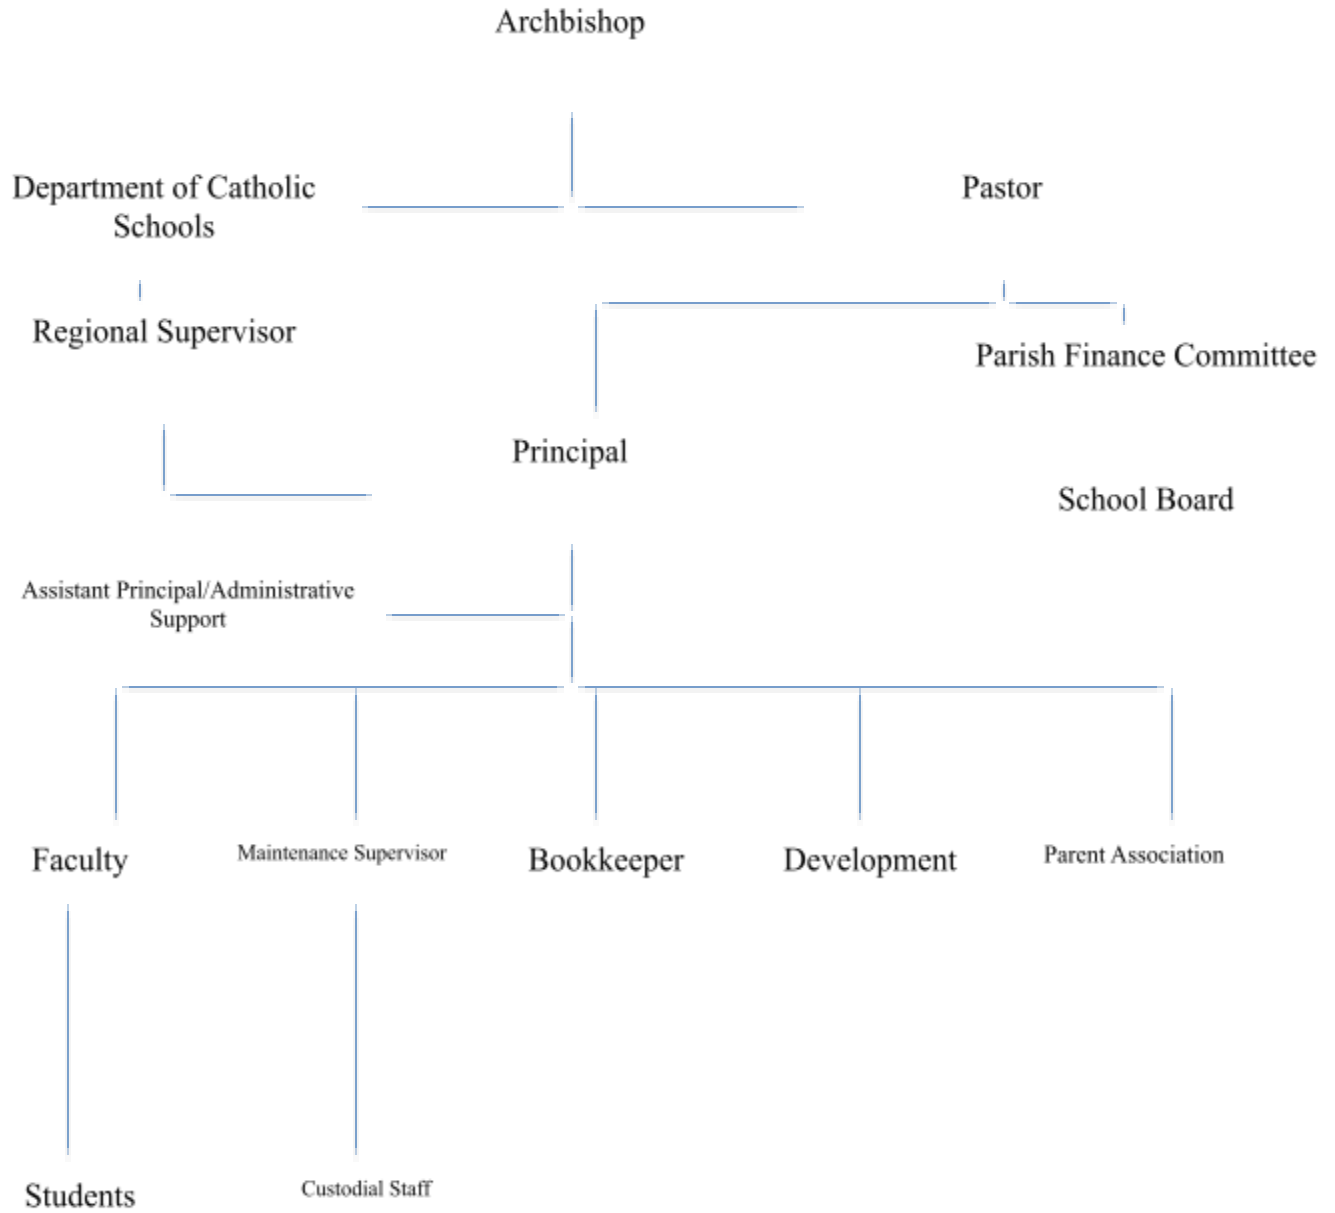 Archbishop
Department of Catholic
Schools
Pastor
Regional Supervisor
Parish Finance Committee
Principal
School Board
Assistant Principal/Administrative
Support
Faculty
Maintenance Supervisor
Bookkeeper
Development
Parent Association
Students
Custodial Staff